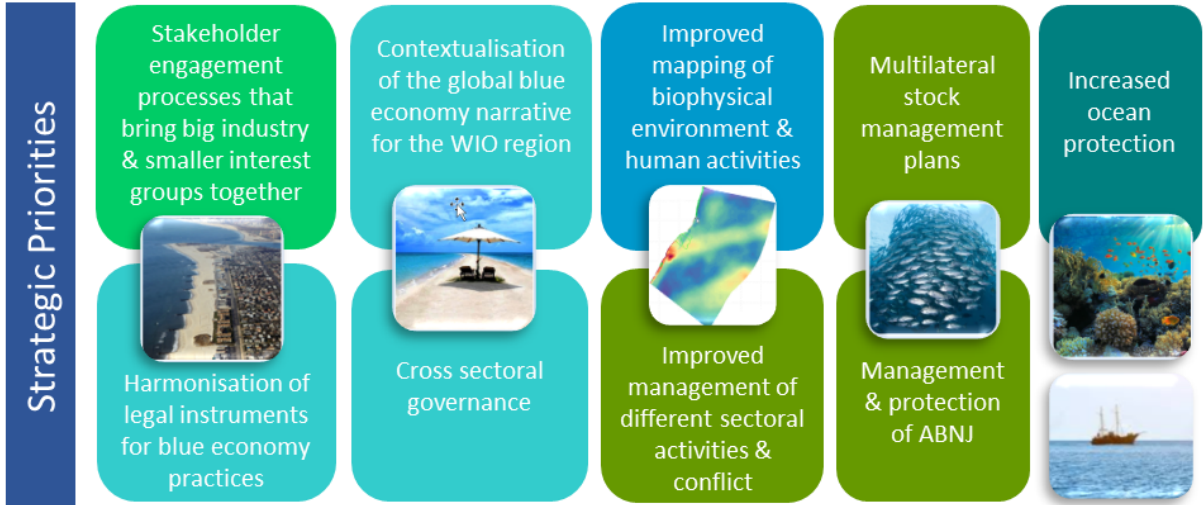 Strategic Priorities
Stakeholder
engagement
processes that
bring big industry
& smaller interest
groups together
Contextualisation
of the global blue
economy narrative
for the WIO region
Improved
mapping of
biophysical
environment &
human activities
Multilateral
stock
management
plans
Increased
ocean
protection
Harmonisation of
legal instruments
for blue economy
practices
Cross sectoral
governance
Improved
management of
different sectoral
activities &
conflict
Management
& protection
of ABNJ